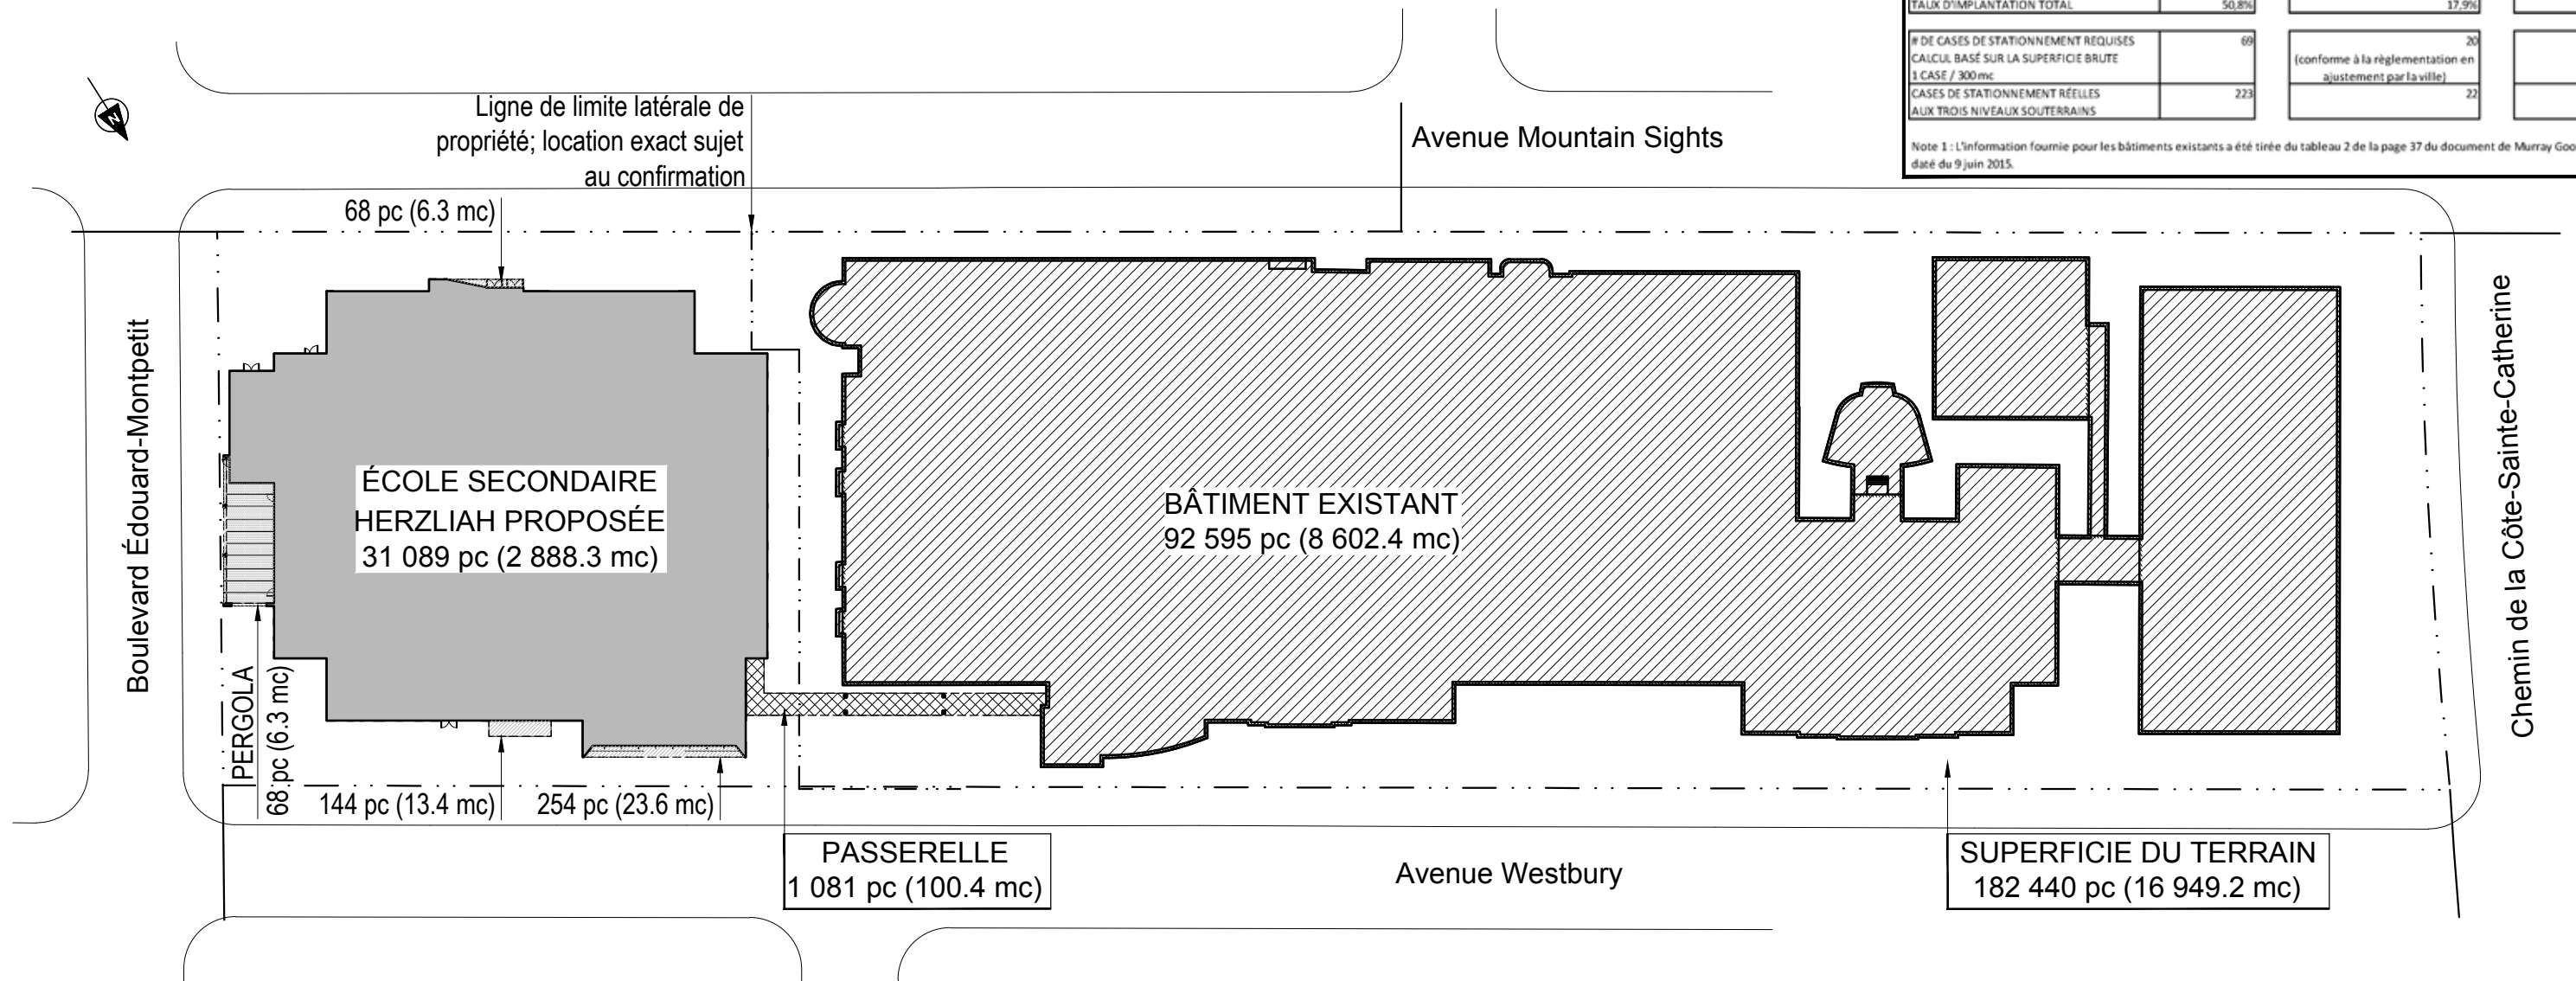 TAUX D'IMPLANTATION TOTAL 50,8% 17,9%
# DE CASES DE STATIONNEMENT REQUISES 69 20
CALCUL BASÉ SUR LA SUPERFICIE BRUTE (conforme à la règlementation en
1 CASE / 300 mc ajustement par la ville)
CASES DE STATIONNEMENT RÉELLES 223 22
AUX TROIS NIVEAUX SOUTERRAINS
Note 1 : L'information fournie pour les bâtiments existants a été tirée du tableau 2 de la page 37 du document de Murray Goo
daté du 9 juin 2015.
N
Ligne de limite latérale de
propriété; location exact sujet
au confirmation
Avenue Mountain Sights
68 pc (6.3 mc)
Boulevard Édouard-Montpetit
ÉCOLE SECONDAIRE
HERZLIAH PROPOSÉE
31 089 pc (2 888.3 mc)
BÂTIMENT EXISTANT
92 595 pc (8 602.4 mc)
Chemin de la Côte-Sainte-Catherine
PERGOLA
68 pc (6.3 mc)
144 pc (13.4 mc)
254 pc (23.6 mc)
PASSERELLE
1 081 pc (100.4 mc)
Avenue Westbury
SUPERFICIE DU TERRAIN
182 440 pc (16 949.2 mc)